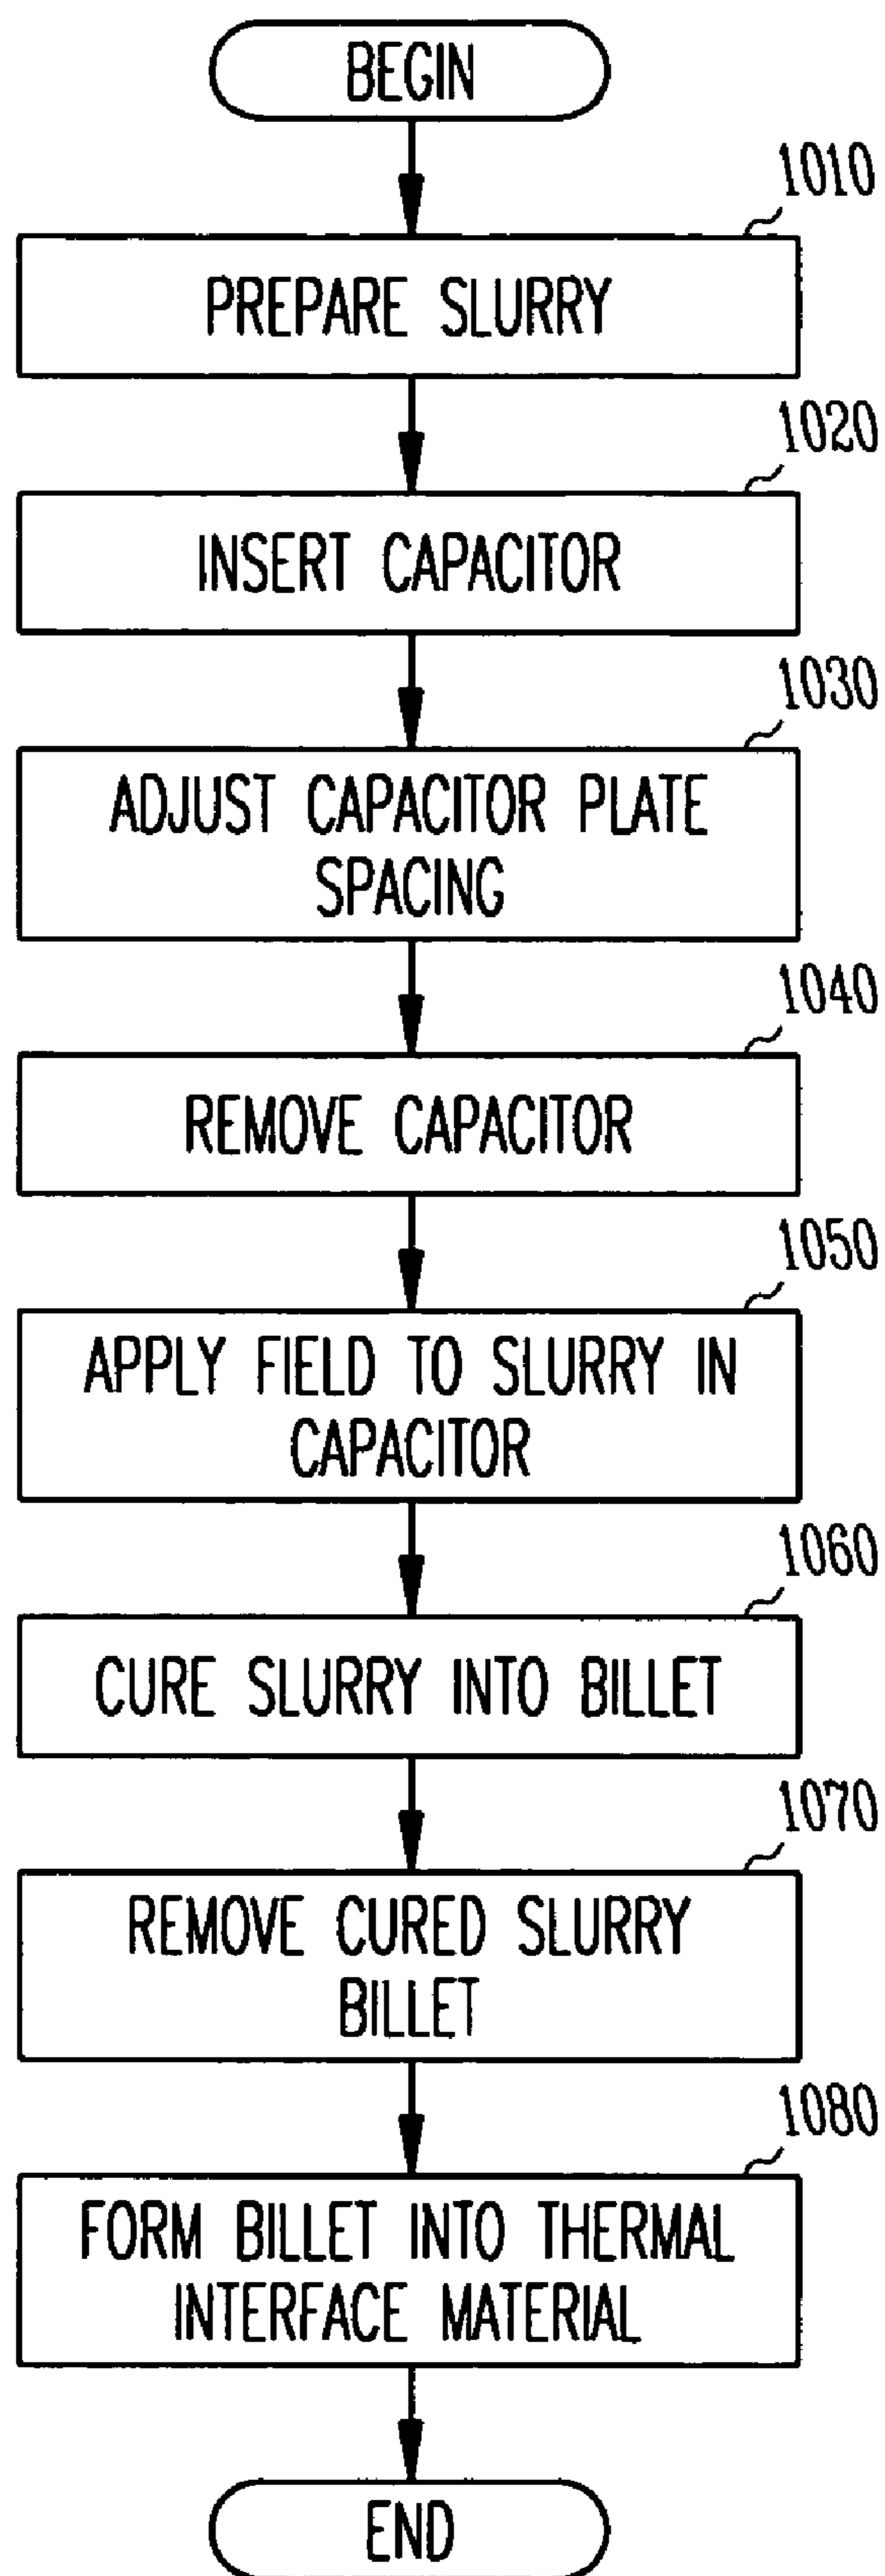 BEGIN
1010
PREPARE SLURRY
1020
INSERT CAPACITOR
1030
ADJUST CAPACITOR PLATE
SPACING
1040
REMOVE CAPACITOR
1050
APPLY FIELD TO SLURRY IN
CAPACITOR
1060
CURE SLURRY INTO BILLET
1070
REMOVE CURED SLURRY
BILLET
1080
FORM BILLET INTO THERMAL
INTERFACE MATERIAL
END